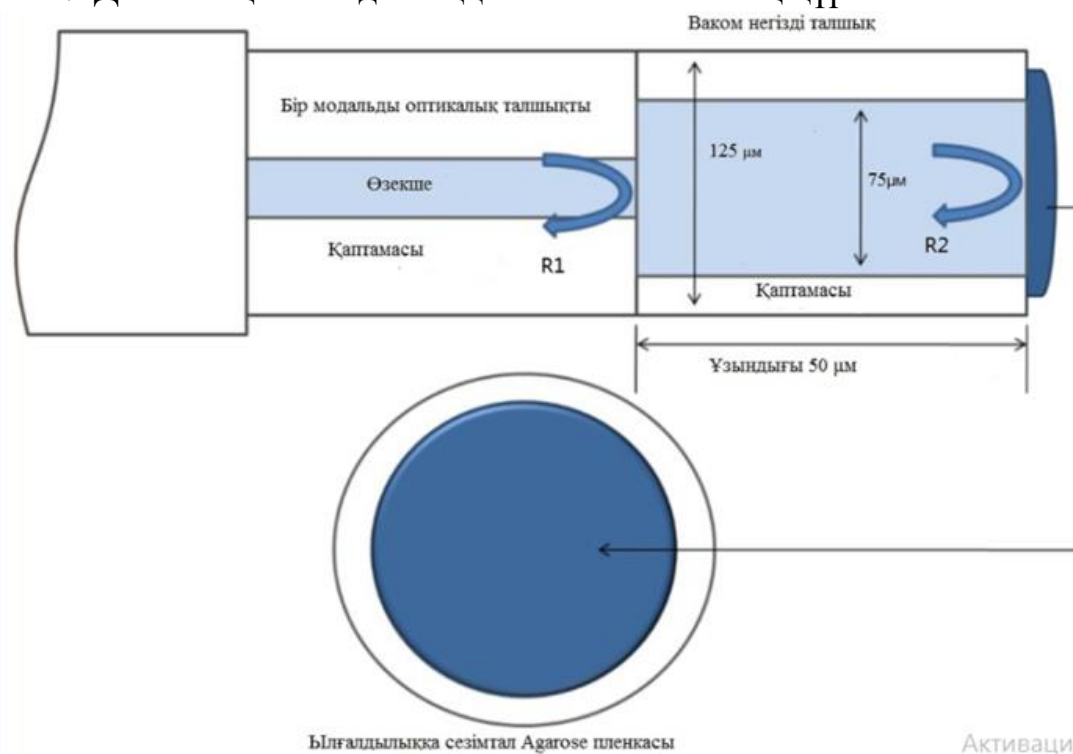 Ваком негізді талшық
Бір модальды оптикалық талшықты
125 μм
Өзекше
75μм
Қаптамасы
R1
R2
Қаптамасы
Ұзындығы 50 μм
Ылғалдылыққа сезімтал Agarose пленкасы
Активаци